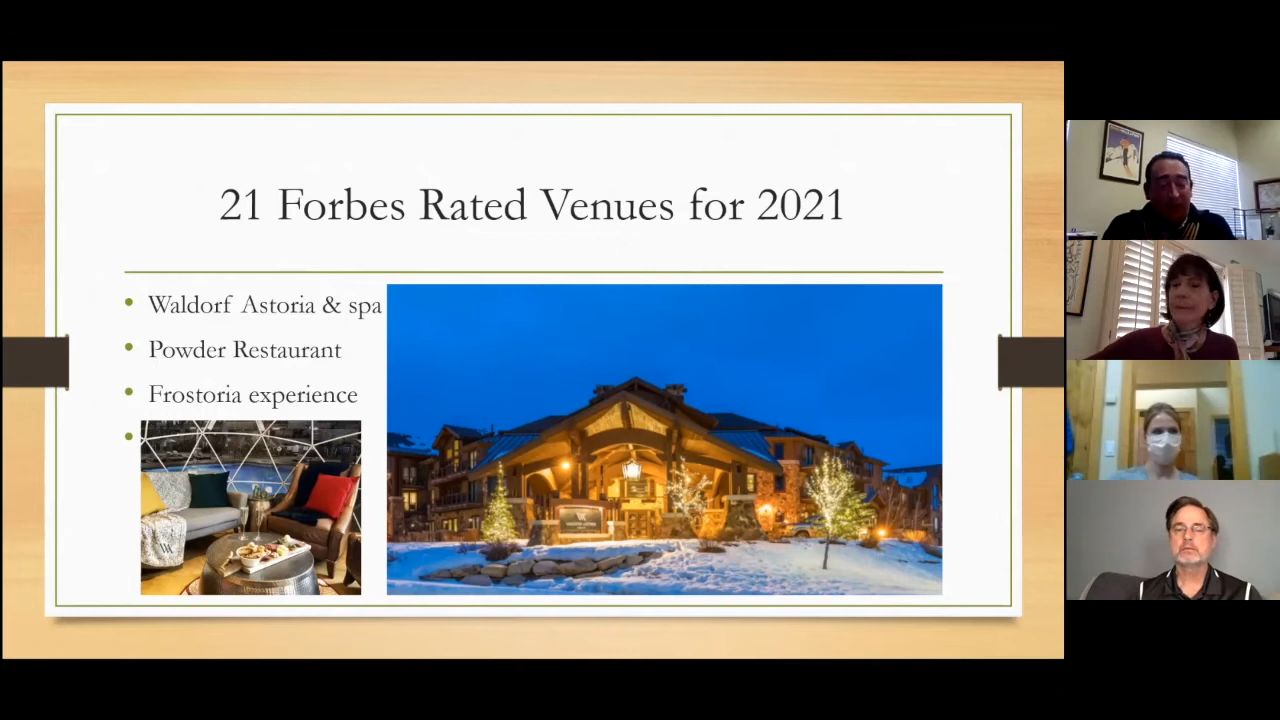 21 Forbes Rated Venues for 2021
Waldorf Astoria & spa
Powder Restaurant
Frostoria experience